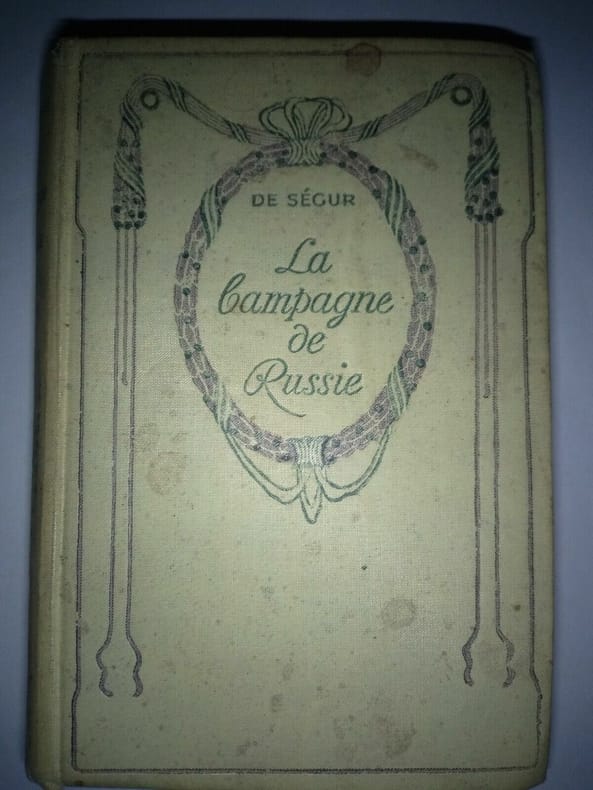 DE SÉGUR
La
Campagne
de
Russie